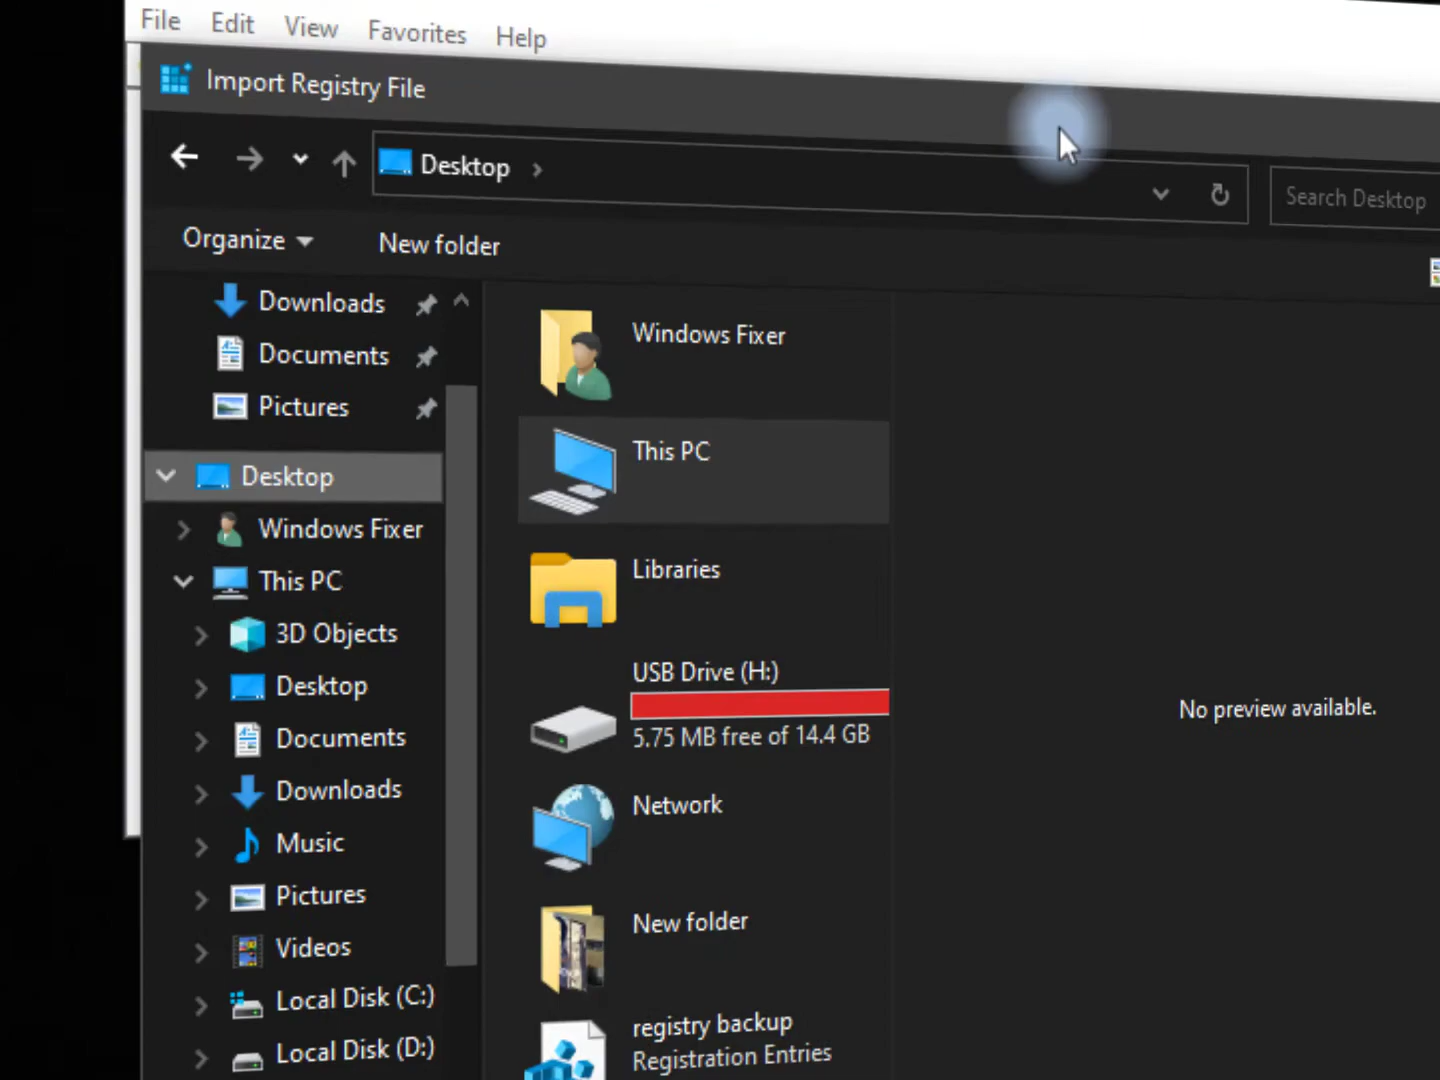 File Edit View Favorites Help
Import Registry File
Desktop
Search Desktop
Organize New folder
Downloads
Documents
Pictures
Desktop
Windows Fixer
This PC
3D Objects
Desktop
Documents
Downloads
Music
Pictures
Videos
Local Disk (C:)
Local Disk (D:)
Windows Fixer
This PC
Libraries
USB Drive (H:)
5.75 MB free of 14.4 GB
Network
New folder
registry backup
Registration Entries
No preview available.